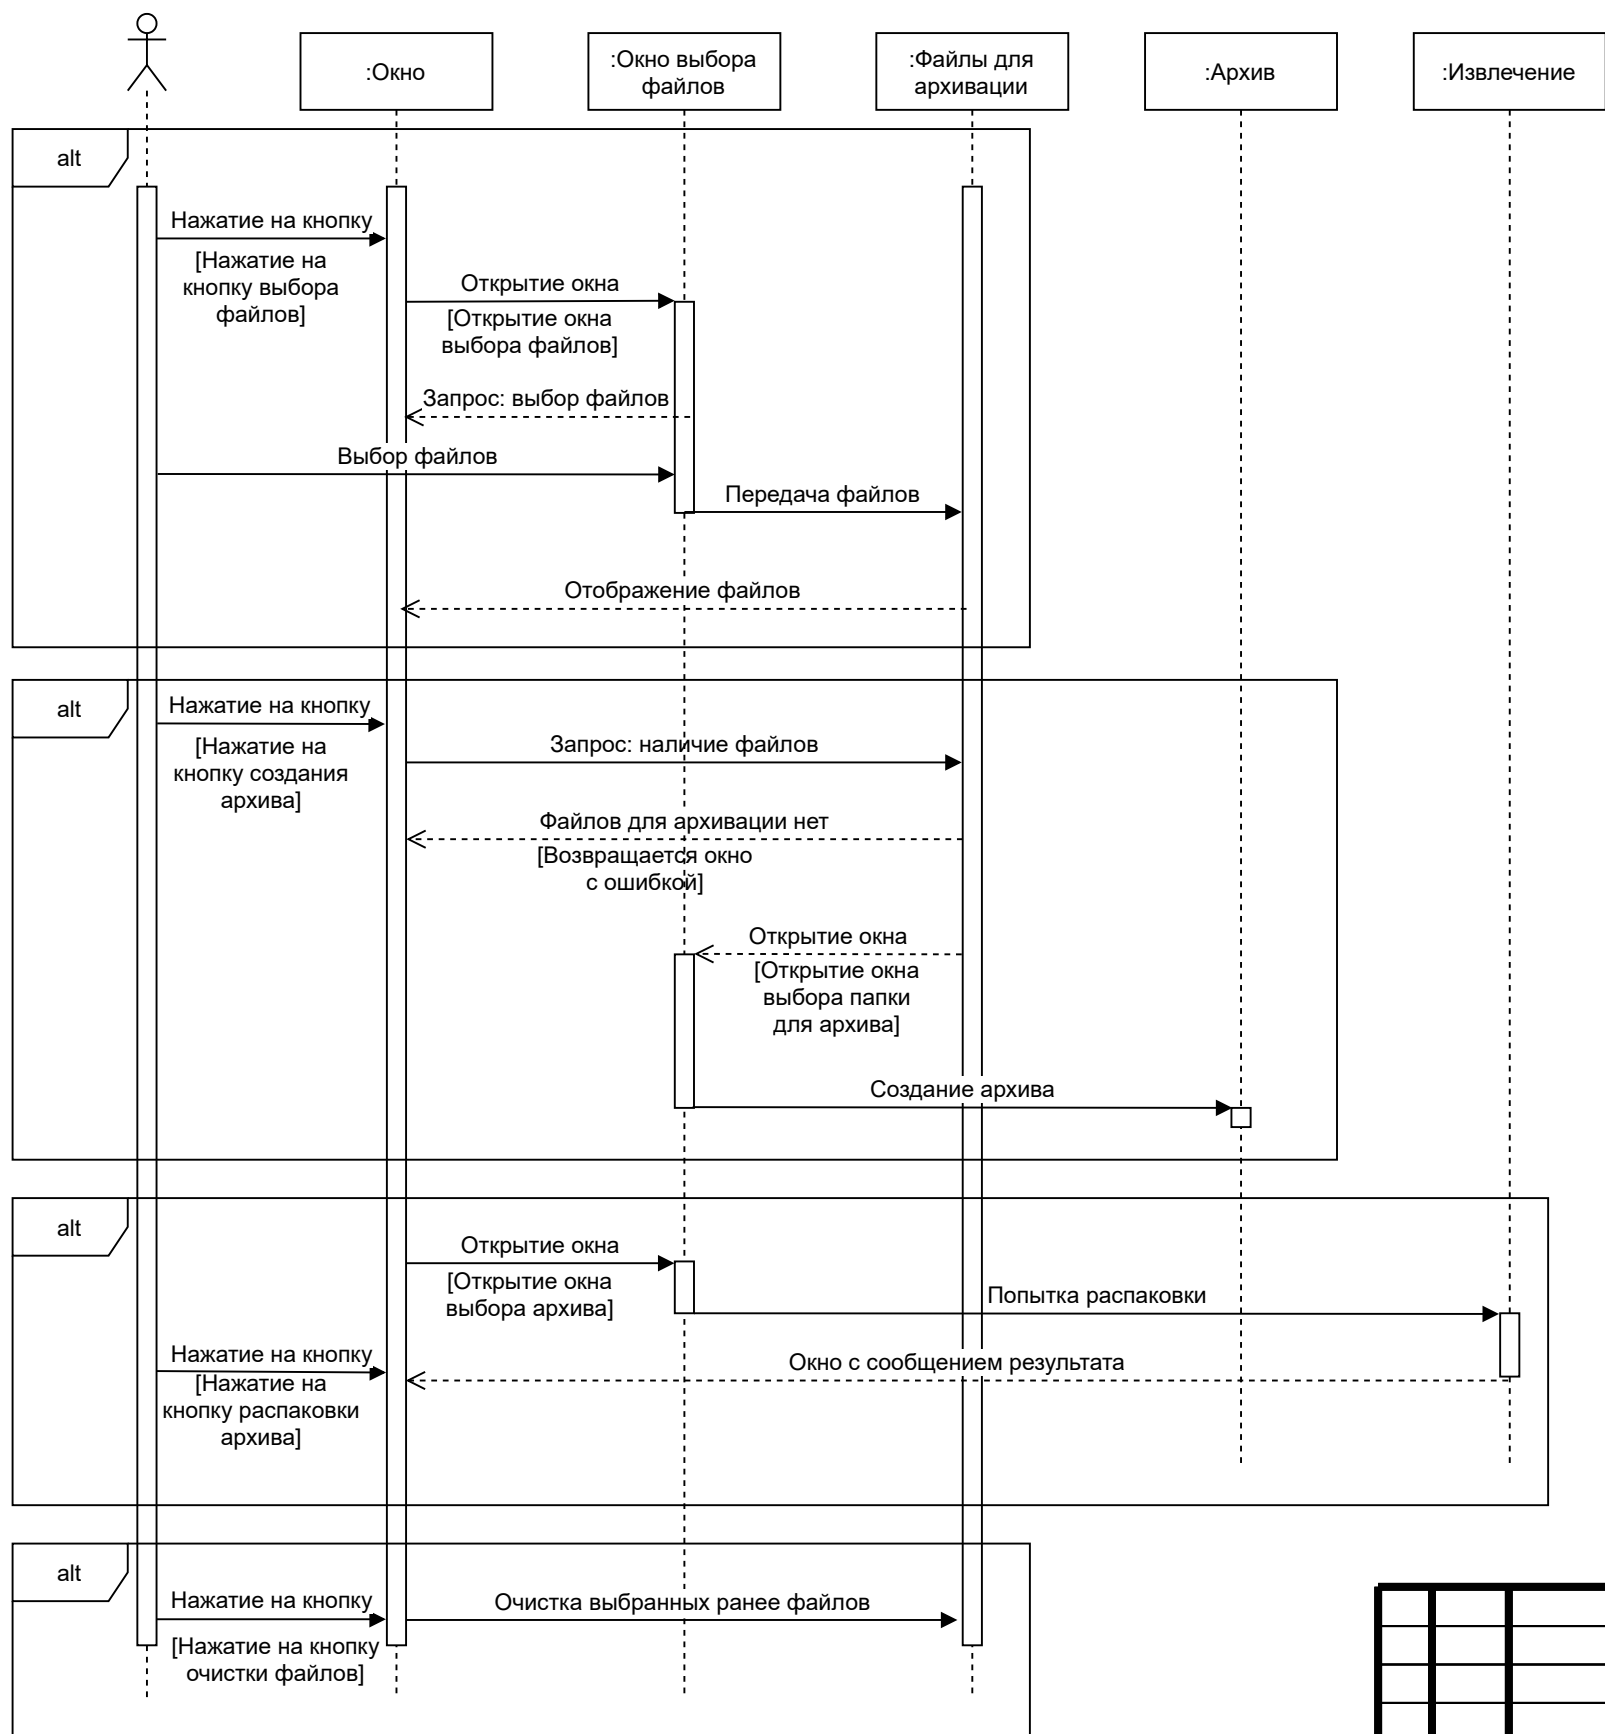 :Окно
:Окно выбора
файлов
:Файлы для
архивации
:Архив
:Извлечение
alt
Нажатие на кнопку
[Нажатие на
кнопку выбора
файлов]
Открытие окна
[Открытие окна
выбора файлов]
Запрос: выбор файлов
Выбор файлов
Передача файлов
Отображение файлов
alt
Нажатие на кнопку
[Нажатие на
кнопку создания
архива]
Запрос: наличие файлов
Файлов для архивации нет
[Возвращается окно
с ошибкой]
Открытие окна
[Открытие окна
выбора папки
для архива]
Создание архива
alt
Открытие окна
[Открытие окна
выбора архива]
Попытка распаковки
Нажатие на кнопку
[Нажатие на
кнопку распаковки
архива]
Окно с сообщением результата
alt
Нажатие на кнопку
[Нажатие на кнопку
очистки файлов]
Очистка выбранных ранее файлов